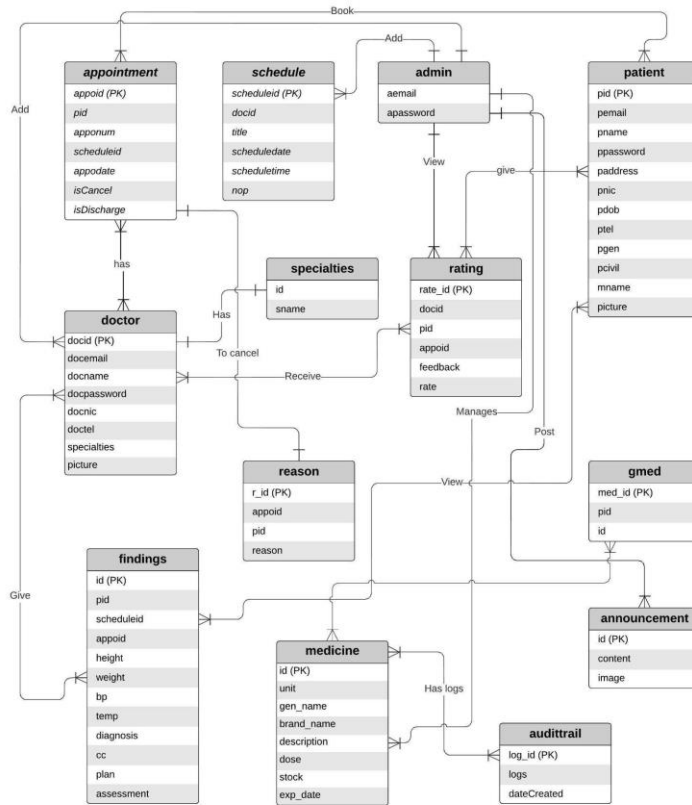 Book
Add
Add
appointment
appoid (PK)
pid
apponum
scheduleid
appodate
isCancel
isDischarge
schedule
scheduleid (PK)
docid
title
scheduledate
scheduletime
nop
admin
aemail
apassword
patient
pid (PK)
pemail
pname
ppassword
paddress
pnic
pdob
ptel
pgen
pcivil
mname
picture
View
give
has
specialties
id
sname
rating
rate_id (PK)
docid
pid
appoid
feedback
rate
doctor
docid (PK)
docemail
docname
docpassword
docnic
doctel
specialties
picture
Has
To cancel
Receive
Manages
Post
reason
r_id (PK)
appoid
pid
reason
View
gmed
med_id (PK)
pid
id
Give
findings
id (PK)
pid
scheduleid
appoid
height
weight
bp
temp
diagnosis
cc
plan
assessment
announcement
id (PK)
content
image
medicine
id (PK)
unit
gen_name
brand_name
description
dose
stock
exp_date
Has logs
audittrail
log_id (PK)
logs
dateCreated